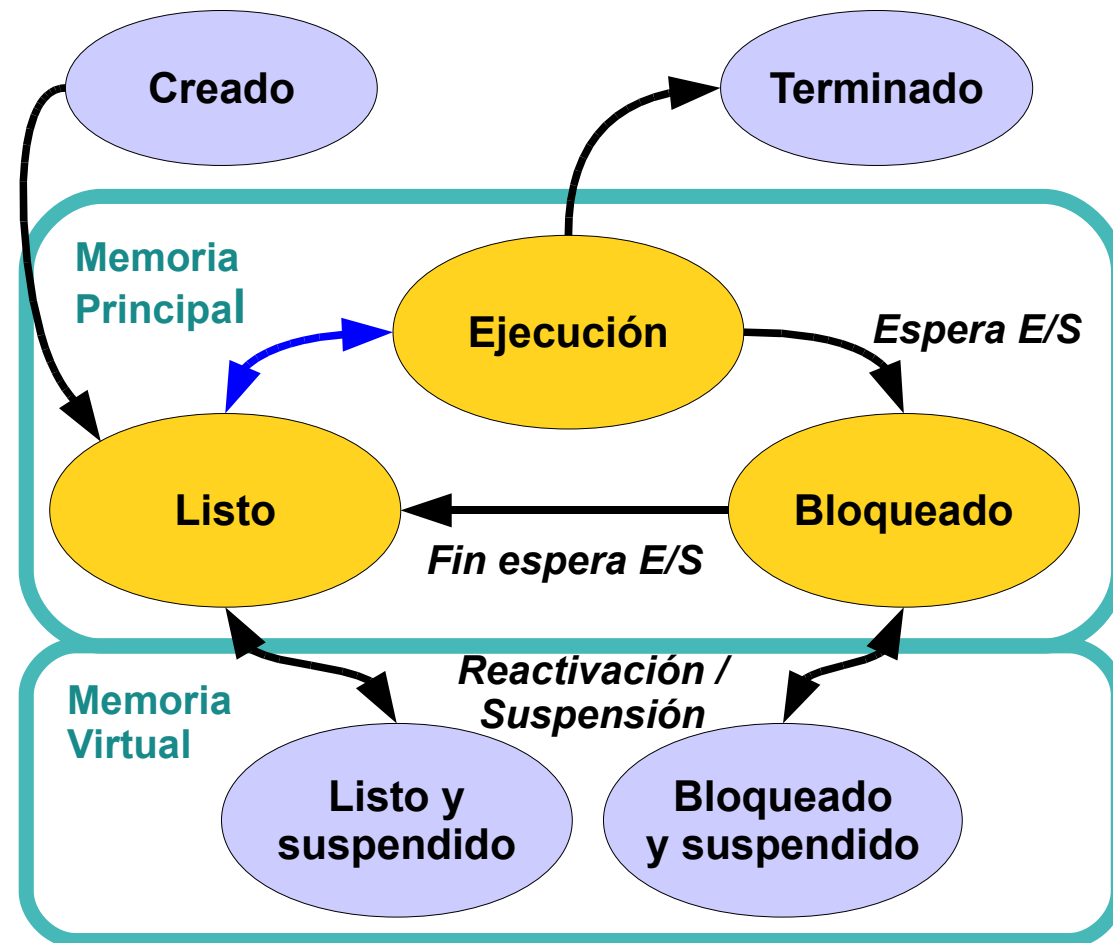 Creado
Terminado
Memoria
Principal
Ejecución
Espera E/S
Listo
Bloqueado
Fin espera E/S
Reactivación /
Suspensión
Memoria
Virtual
Listo y
suspendido
Bloqueado
y suspendido